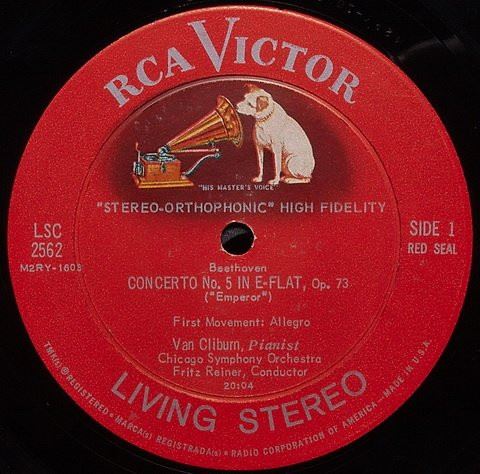 RCA VICTOR
"HIS MASTER'S VOICE"
"STEREO-ORTHOPHONIC" HIGH FIDELITY
LSC
2562
M2RY-1603
SIDE 1
RED SEAL
Beethoven
CONCERTO No. 5 IN E-FLAT, Op. 73
("Emperor")
First Movement: Allegro
Van Cliburn, Pianist
Chicago Symphony Orchestra
Fritz Reiner, Conductor
20:04
LIVING STEREO
TMK(s) ® REGISTERED • MARCA(s) REGISTRADA(s) • RADIO CORPORATION OF AMERICA—MADE IN U.S.A.